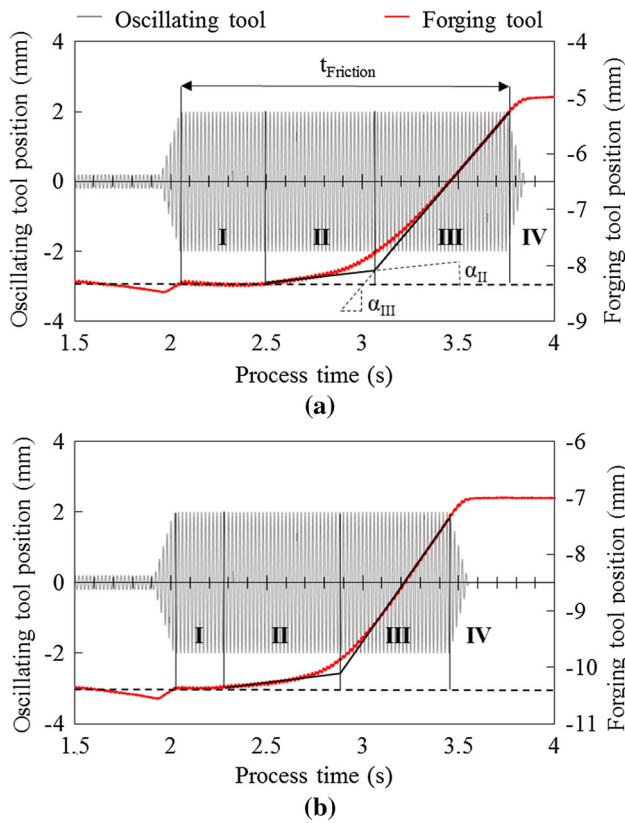 Oscillating tool
Forging tool
Oscillating tool position (mm)
4
2
0
-2
-4
t_Friction
I
II
III
IV
α_II
α_III
-4
-5
-6
-7
-8
-9
Forging tool position (mm)
1.5
2
2.5
3
3.5
4
Process time (s)
(a)
Oscillating tool position (mm)
4
2
0
-2
-4
I
II
III
IV
-6
-7
-8
-9
-10
-11
Forging tool position (mm)
1.5
2
2.5
3
3.5
4
Process time (s)
(b)